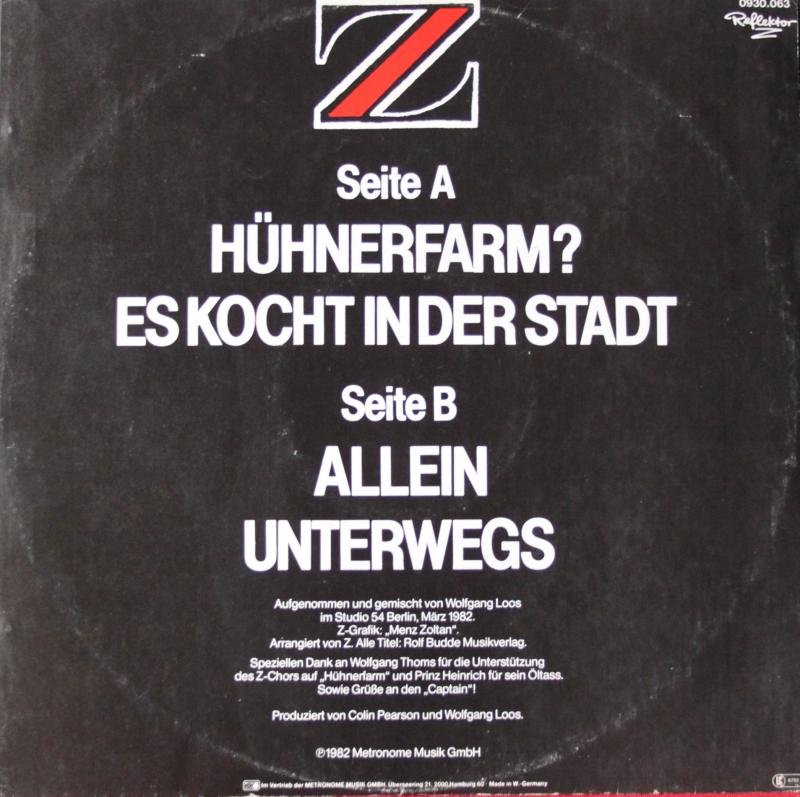 0930.063
Reflektor Z
Z
Seite A
HÜHNERFARM?
ES KOCHT IN DER STADT
Seite B
ALLEIN
UNTERWEGS
Aufgenommen und gemischt von Wolfgang Loos
im Studio 54 Berlin, März 1982.
Z-Grafik: „Menz Zoltan“.
Arrangiert von Z. Alle Titel: Rolf Budde Musikverlag.
Speziellen Dank an Wolfgang Thoms für die Unterstützung
des Z-Chors auf „Hühnerfarm“ und Prinz Heinrich für sein Öltass.
Sowie Grüße an den „Captain“!
Produziert von Colin Pearson und Wolfgang Loos.
℗1982 Metronome Musik GmbH
Im Vertrieb der METRONOME MUSIK GMBH, Überseering 21, 2000 Hamburg 60 · Made in W.-Germany